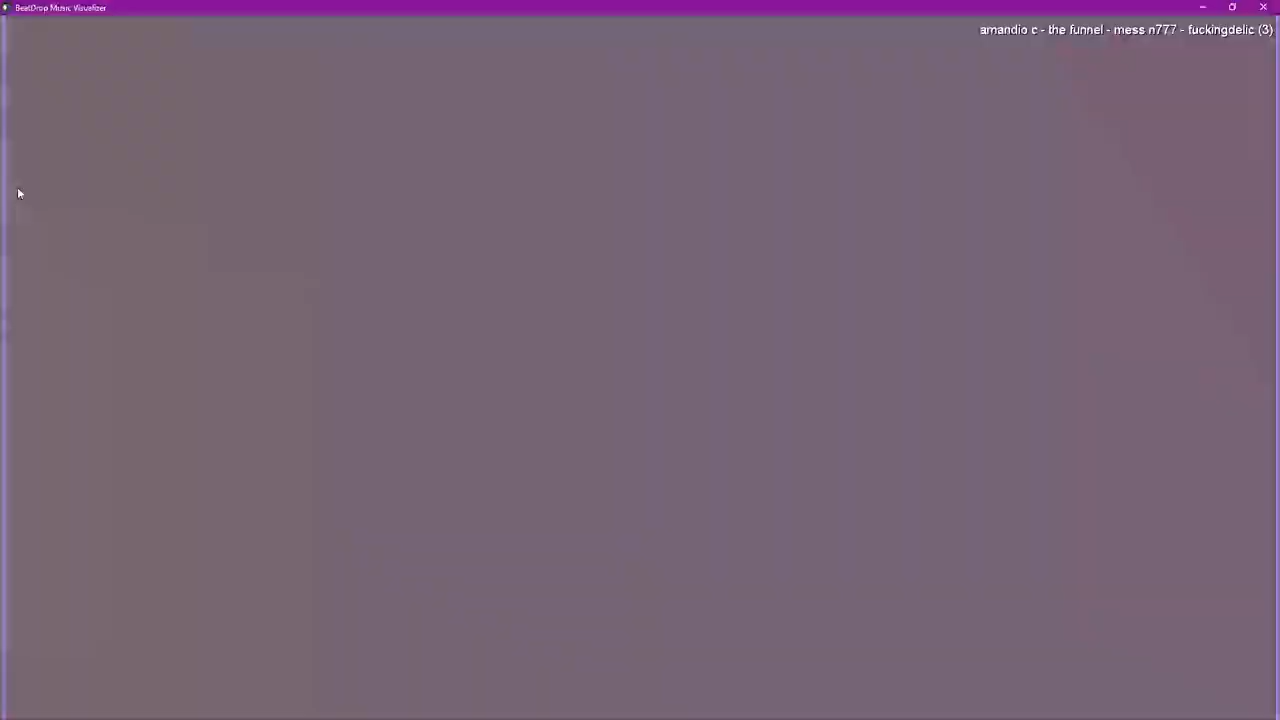 BeatDrop Music Visualizer
amandio c - the funnel - mess n777 - fuckingdelic (3)